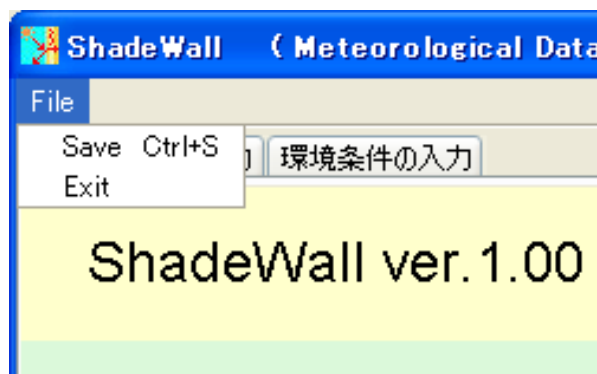 ShadeWall ( Meteorological Data
File
Save Ctrl+S
Exit
環境条件の入力
ShadeWall ver.1.00